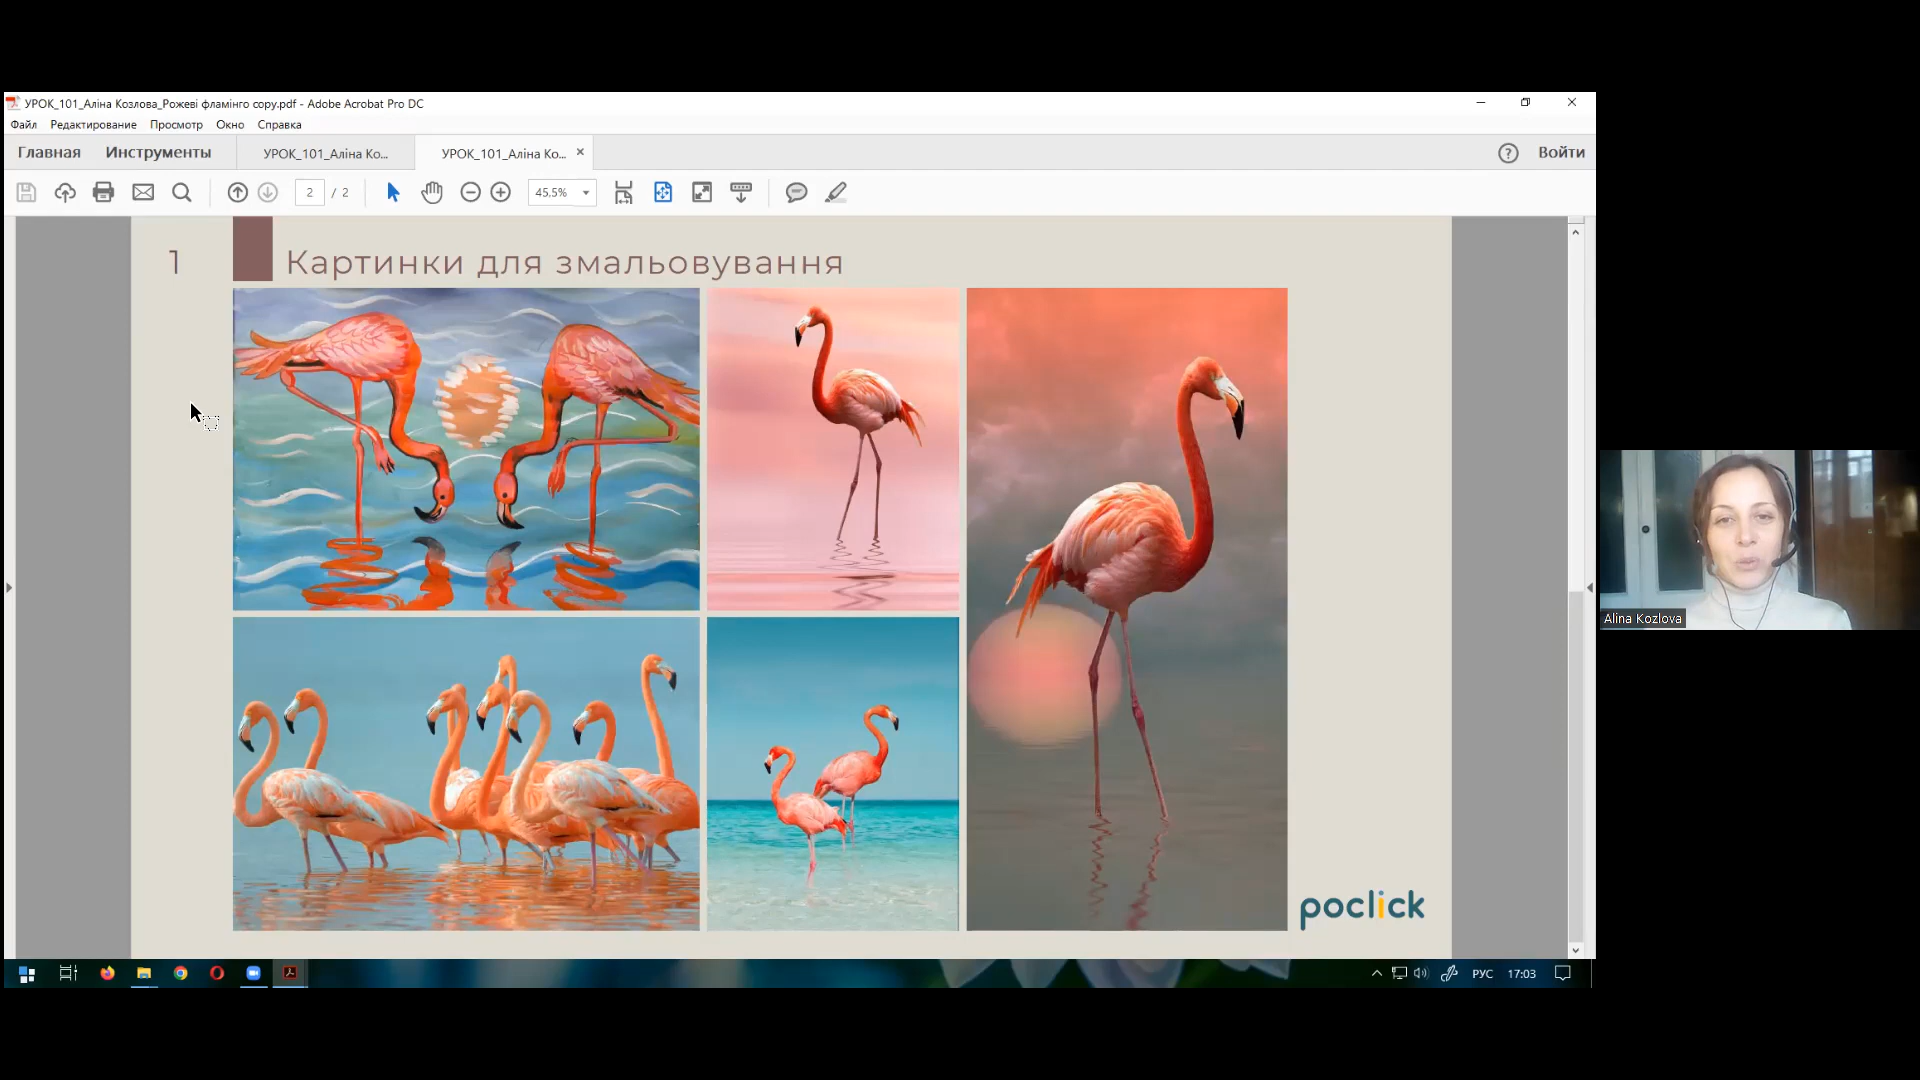 УРОК_101_Аліна Козлова_Рожеві фламінго copy.pdf - Adobe Acrobat Pro DC
Файл Редактирование Просмотр Окно Справка
Главная Инструменты УРОК_101_Аліна Ко... УРОК_101_Аліна Ко... Войти
2 / 2 45.5%
1 Картинки для змальовування
poclick
Alina Kozlova
РУС 17:03